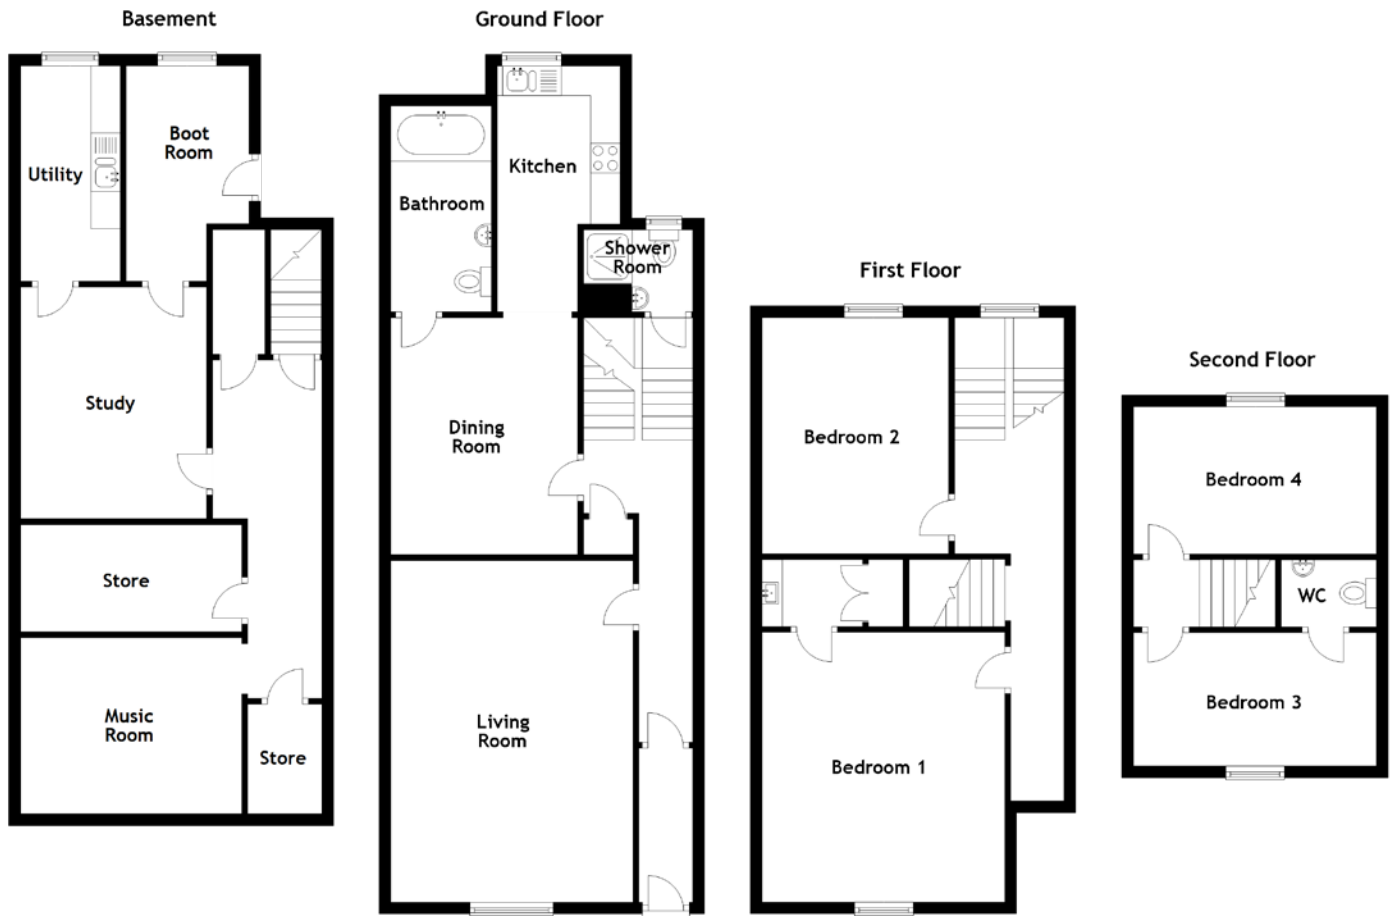 Basement
Utility
Boot
Room
Study
Store
Music
Room
Store
Ground Floor
Kitchen
Bathroom
Shower
Room
Dining
Room
Living
Room
First Floor
Bedroom 2
Bedroom 1
Second Floor
Bedroom 4
WC
Bedroom 3